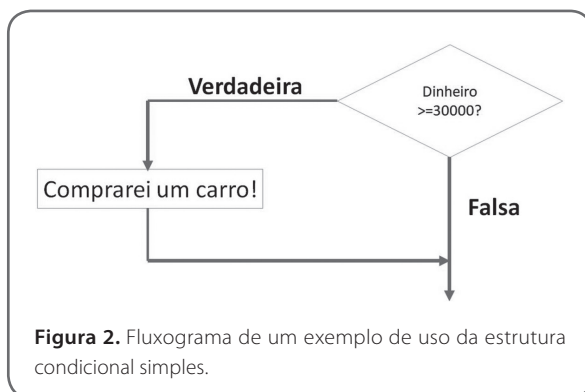 Dinheiro
>=30000?
Verdadeira
Comprarei um carro!
Falsa
Figura 2. Fluxograma de um exemplo de uso da estrutura
condicional simples.